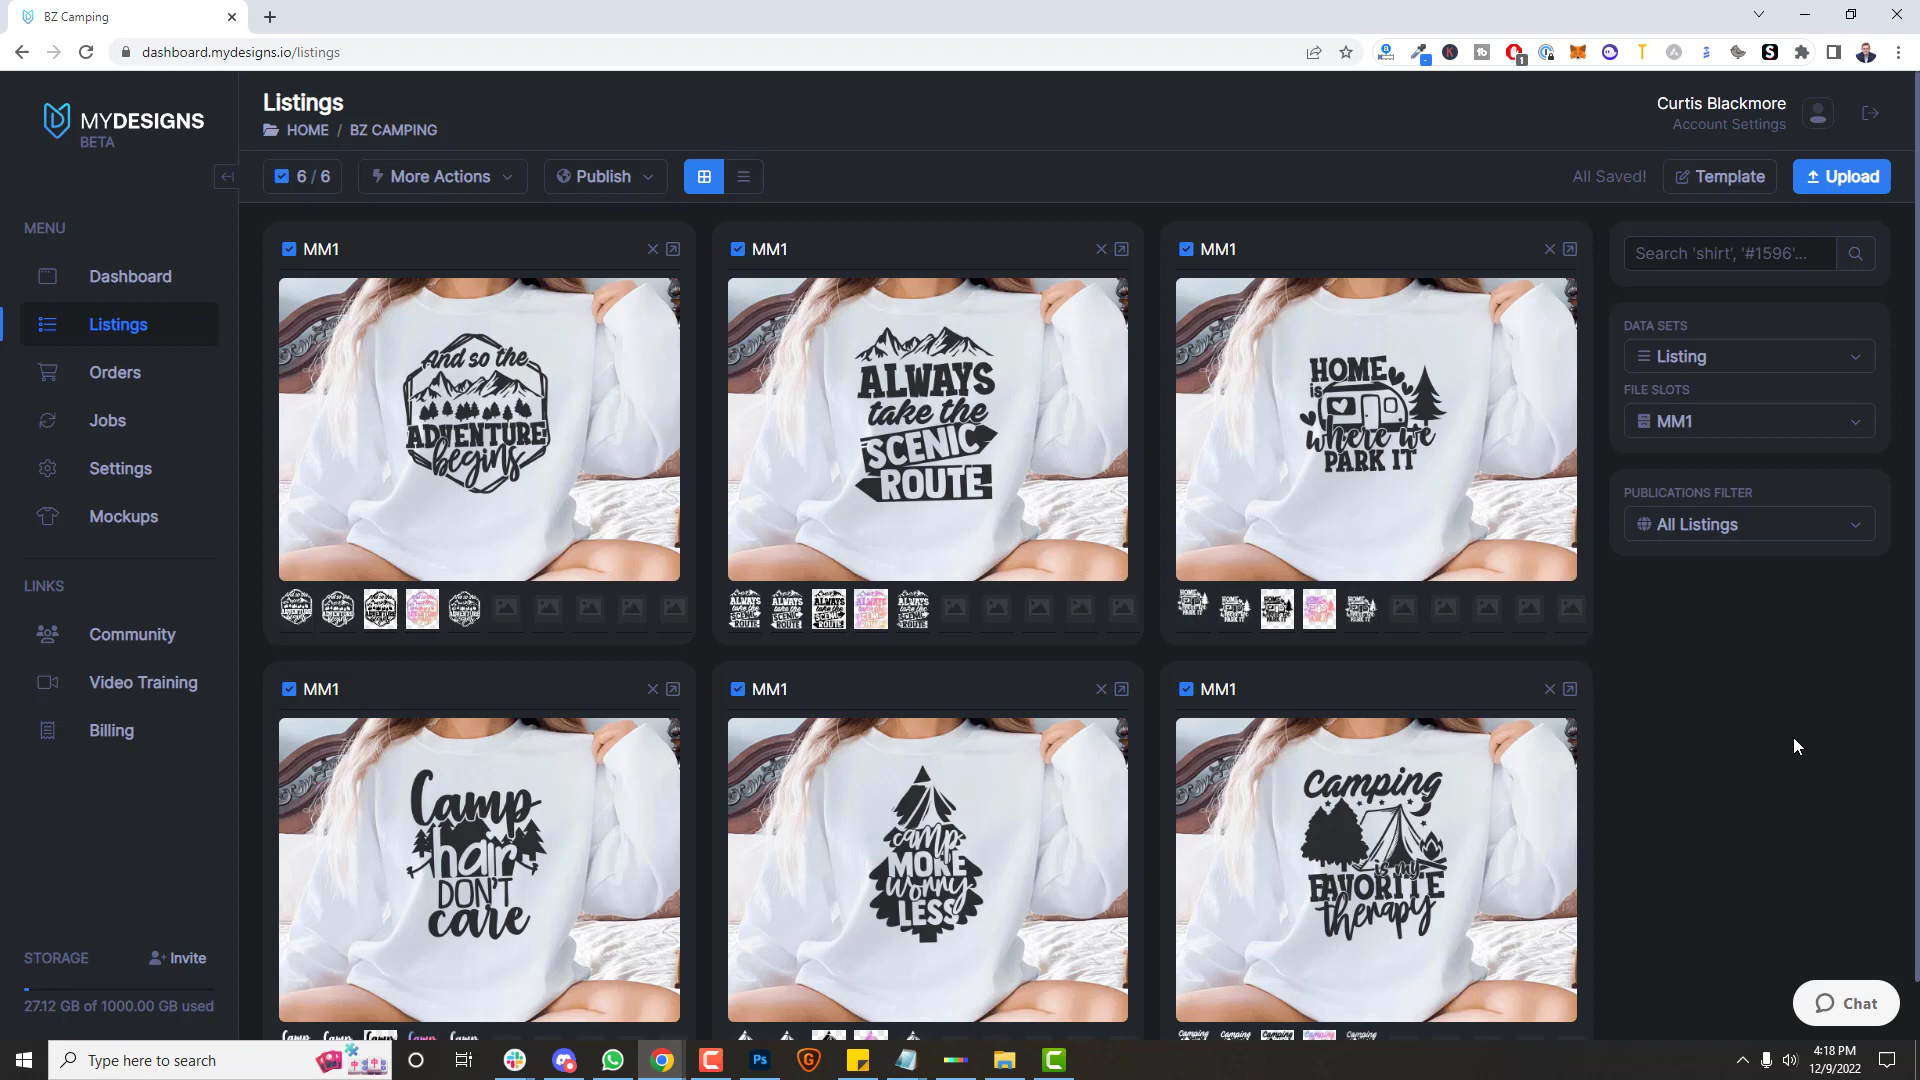 BZ Camping
dashboard.mydesigns.io/listings
MYDESIGNS
BETA
Listings
HOME / BZ CAMPING
Curtis Blackmore
Account Settings
6 / 6
More Actions
Publish
All Saved!
Template
Upload
MENU
Dashboard
Listings
Orders
Jobs
Settings
Mockups
LINKS
Community
Video Training
Billing
STORAGE
Invite
27.12 GB of 1000.00 GB used
MM1
And so the
ADVENTURE
begins
MM1
ALWAYS
take the
SCENIC
ROUTE
MM1
HOME
is
where we
PARK IT
MM1
Camp
hair
DON'T
care
MM1
camp
MORE
worry
LESS
MM1
Camping
is my
FAVORITE
therapy
Search 'shirt', '#1596'...
DATA SETS
Listing
FILE SLOTS
MM1
PUBLICATIONS FILTER
All Listings
Chat
Type here to search
4:18 PM
12/9/2022